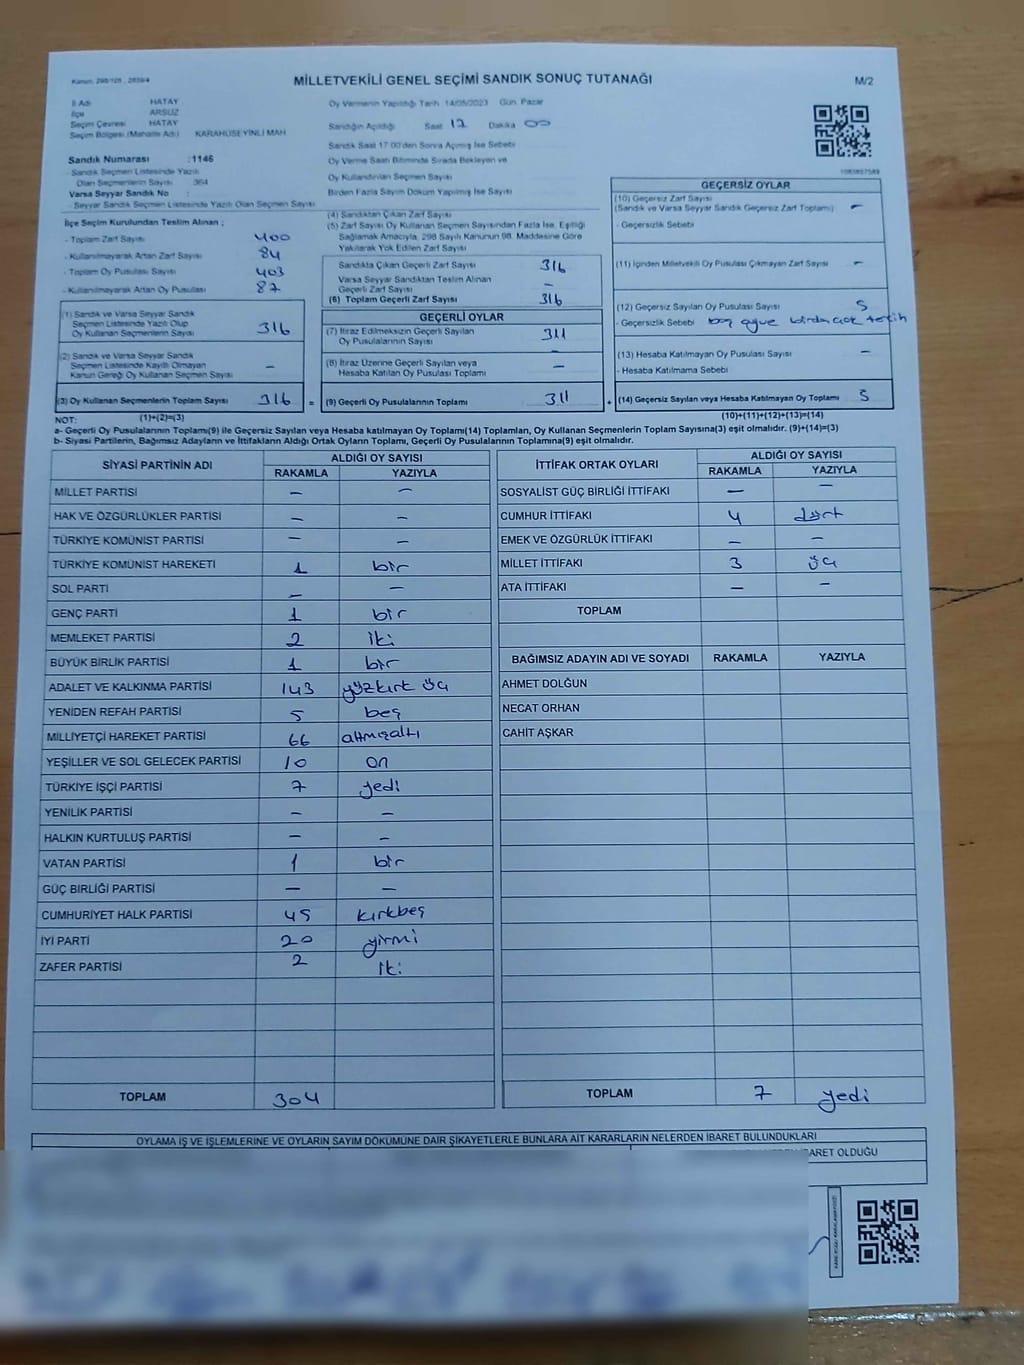 Kanun: 298/105 , 2839/4
MİLLETVEKİLİ GENEL SEÇİMİ SANDIK SONUÇ TUTANAĞI
M/2
İl Adı HATAY
İlçe ARSUZ
Seçim Çevresi HATAY
Seçim Bölgesi (Mahalle Adı) KARAHÜSEYİNLİ MAH
Oy Vermenin Yapıldığı Tarih 14/05/2023 Gün Pazar
Sandığın Açıldığı Saat 17 Dakika 00
Sandık Saat 17:00'den Sonra Açılmış İse Sebebi
Oy Verme Saati Bitiminde Sırada Bekleyen ve
Oy Kullandırılan Seçmen Sayısı
Birden Fazla Sayım Döküm Yapılmış İse Sayısı
Sandık Numarası : 1146
- Sandık Seçmen Listesinde Yazılı
Olan Seçmenlerin Sayısı 364
Varsa Seyyar Sandık No :
- Seyyar Sandık Seçmen Listesinde Yazılı Olan Seçmen Sayısı
İlçe Seçim Kurulundan Teslim Alınan ;
- Toplam Zarf Sayısı 400
- Kullanılmayarak Artan Zarf Sayısı 84
- Toplam Oy Pusulası Sayısı 403
- Kullanılmayarak Artan Oy Pusulası 87
(1) Sandık ve Varsa Seyyar Sandık
Seçmen Listesinde Yazılı Olup
Oy Kullanan Seçmenlerin Sayısı 316
(2) Sandık ve Varsa Seyyar Sandık
Seçmen Listesinde Kayıtlı Olmayan
Kanun Gereği Oy Kullanan Seçmen Sayısı -
(3) Oy Kullanan Seçmenlerin Toplam Sayısı 316 =
(1)+(2)=(3)
(4) Sandıktan Çıkan Zarf Sayısı
(5) Zarf Sayısı Oy Kullanan Seçmen Sayısından Fazla İse, Eşitliği
Sağlamak Amacıyla, 298 Sayılı Kanunun 98. Maddesine Göre
Yakılarak Yok Edilen Zarf Sayısı
Sandıkta Çıkan Geçerli Zarf Sayısı 316
Varsa Seyyar Sandıktan Teslim Alınan
Geçerli Zarf Sayısı -
(6) Toplam Geçerli Zarf Sayısı 316
GEÇERLİ OYLAR
(7) İtiraz Edilmeksizin Geçerli Sayılan
Oy Pusulalarının Sayısı 311
(8) İtiraz Üzerine Geçerli Sayılan veya
Hesaba Katılan Oy Pusulası Toplamı -
(9) Geçerli Oy Pusulalarının Toplamı 311 +
GEÇERSİZ OYLAR
(10) Geçersiz Zarf Sayısı
(Sandık ve Varsa Seyyar Sandık Geçersiz Zarf Toplamı) -
- Geçersizlik Sebebi
(11) İçinden Milletvekili Oy Pusulası Çıkmayan Zarf Sayısı -
(12) Geçersiz Sayılan Oy Pusulası Sayısı 5
- Geçersizlik Sebebi boş
(13) Hesaba Katılmayan Oy Pusulası Sayısı -
- Hesaba Katılmama Sebebi
(14) Geçersiz Sayılan veya Hesaba Katılmayan Oy Toplamı 5
(10)+(11)+(12)+(13)=(14)
NOT:
a- Geçerli Oy Pusulalarının Toplamı(9) ile Geçersiz Sayılan veya Hesaba katılmayan Oy Toplamı(14) Toplamları, Oy Kullanan Seçmenlerin Toplam Sayısına(3) eşit olmalıdır. (9)+(14)=(3)
b- Siyasi Partilerin, Bağımsız Adayların ve İttifakların Aldığı Ortak Oyların Toplamı, Geçerli Oy Pusulalarının Toplamına(9) eşit olmalıdır.
SİYASİ PARTİNİN ADI ALDIĞI OY SAYISI
RAKAMLA YAZIYLA
MİLLET PARTİSİ - -
HAK VE ÖZGÜRLÜKLER PARTİSİ - -
TÜRKİYE KOMÜNİST PARTİSİ - -
TÜRKİYE KOMÜNİST HAREKETİ 1 bir
SOL PARTİ - -
GENÇ PARTİ 1 bir
MEMLEKET PARTİSİ 2 iki
BÜYÜK BİRLİK PARTİSİ 1 bir
ADALET VE KALKINMA PARTİSİ 143 yüzkırk üç
YENİDEN REFAH PARTİSİ 5 beş
MİLLİYETÇİ HAREKET PARTİSİ 66 altmışaltı
YEŞİLLER VE SOL GELECEK PARTİSİ 10 on
TÜRKİYE İŞÇİ PARTİSİ 7 yedi
YENİLİK PARTİSİ - -
HALKIN KURTULUŞ PARTİSİ - -
VATAN PARTİSİ 1 bir
GÜÇ BİRLİĞİ PARTİSİ - -
CUMHURİYET HALK PARTİSİ 45 kırkbeş
İYİ PARTİ 20 yirmi
ZAFER PARTİSİ 2 iki
TOPLAM 304
İTTİFAK ORTAK OYLARI ALDIĞI OY SAYISI
RAKAMLA YAZIYLA
SOSYALİST GÜÇ BİRLİĞİ İTTİFAKI - -
CUMHUR İTTİFAKI 4 dört
EMEK VE ÖZGÜRLÜK İTTİFAKI - -
MİLLET İTTİFAKI 3 üç
ATA İTTİFAKI - -
TOPLAM
BAĞIMSIZ ADAYIN ADI VE SOYADI RAKAMLA YAZIYLA
AHMET DOLĞUN
NECAT ORHAN
CAHİT AŞKAR
TOPLAM 7 yedi
OYLAMA İŞ VE İŞLEMLERİNE VE OYLARIN SAYIM DÖKÜMÜNE DAİR ŞİKAYETLERLE BUNLARA AİT KARARLARIN NELERDEN İBARET BULUNDUKLARI
OLDUĞU